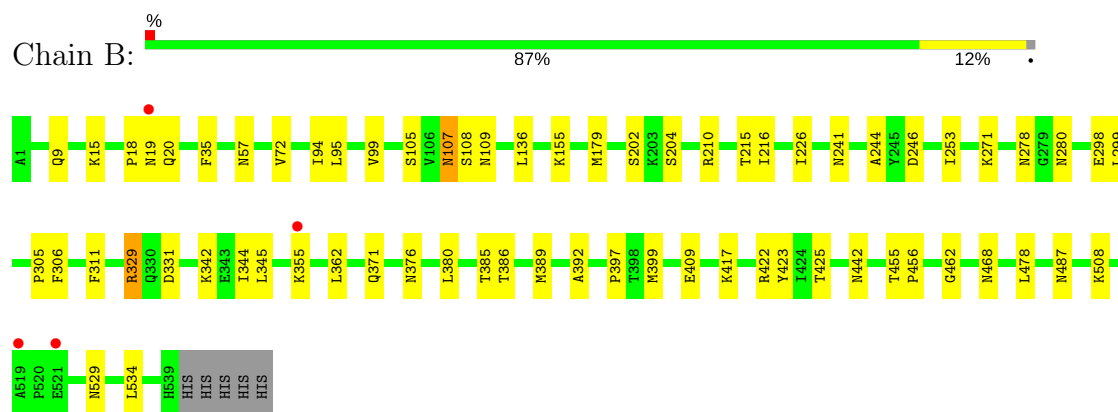 %
Chain B:
87% 12% •
A1 Q9 K15 P18 N19 Q20 F35 N57 V72 I94 L95 V99 S105 V106 N107 S108 N109 L136 K155 M179 S202 K203 S204 R210 T215 I216 I226 N241 A244 Y245 D246 I253 K271 N278 G279 N280 E298 L299
P305 F306 F311 R329 Q330 D331 K342 E343 I344 L345 K355 L362 Q371 N376 L380 T385 T386 M389 A392 P397 T398 M399 E409 K417 R422 Y423 I424 T425 N442 T455 P456 G462 N468 L478 N487 K508
A519 P520 E521 N529 L534 H539 HIS HIS HIS HIS HIS